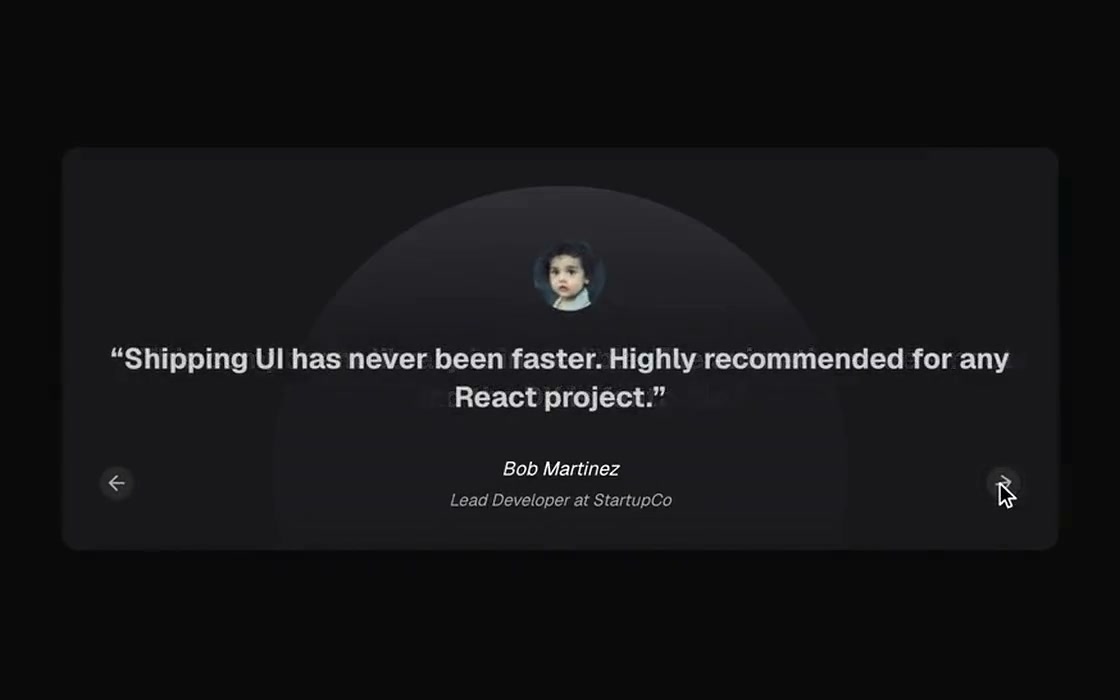 “Shipping UI has never been faster. Highly recommended for any
React project.”
Bob Martinez
Lead Developer at StartupCo